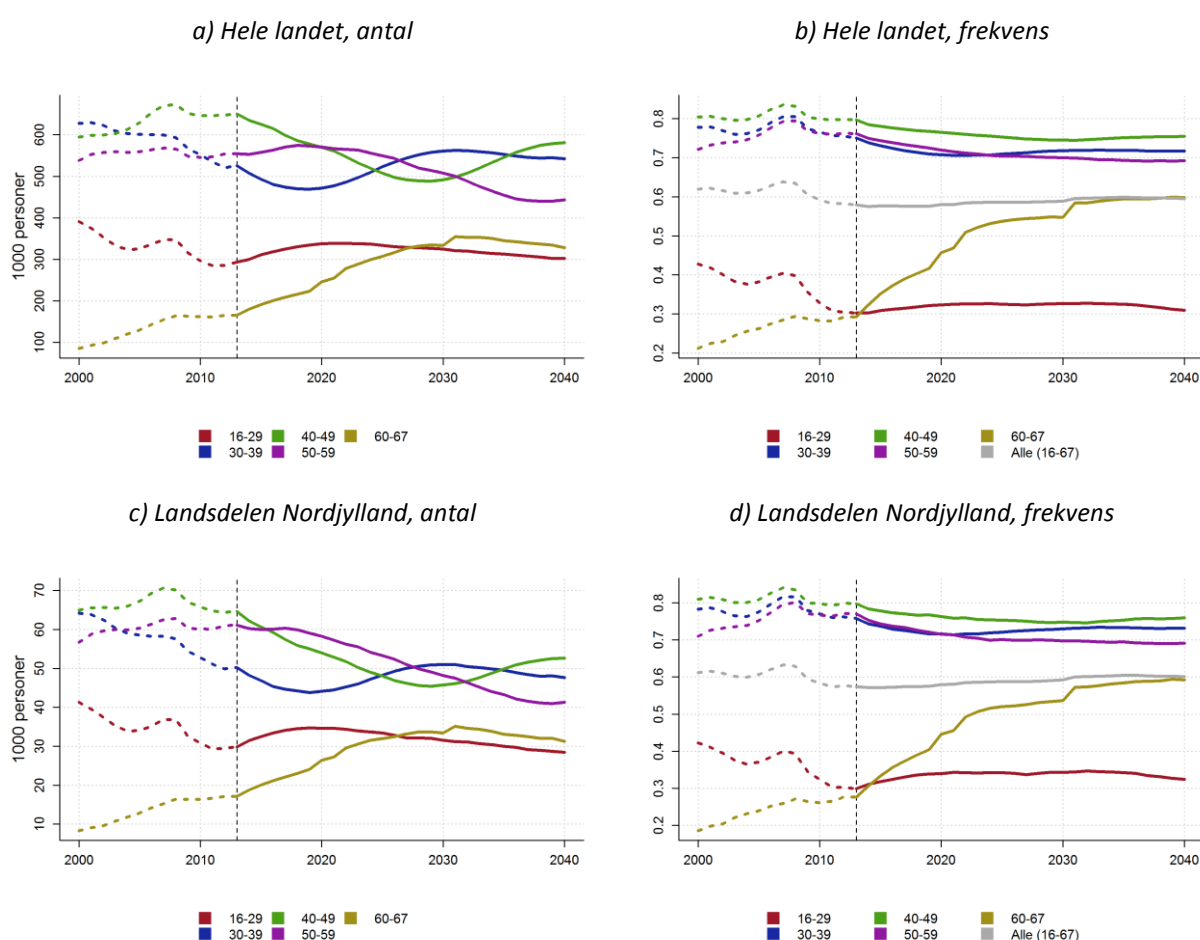 a) Hele landet, antal
b) Hele landet, frekvens
1000 personer
600
500
400
300
200
100
2000 2010 2020 2030 2040
0.8
0.7
0.6
0.5
0.4
0.3
0.2
2000 2010 2020 2030 2040
16-29 40-49 60-67
30-39 50-59
16-29 40-49 60-67
30-39 50-59 Alle (16-67)
c) Landsdelen Nordjylland, antal
d) Landsdelen Nordjylland, frekvens
1000 personer
70
60
50
40
30
20
10
2000 2010 2020 2030 2040
0.8
0.7
0.6
0.5
0.4
0.3
0.2
2000 2010 2020 2030 2040
16-29 40-49 60-67
30-39 50-59
16-29 40-49 60-67
30-39 50-59 Alle (16-67)